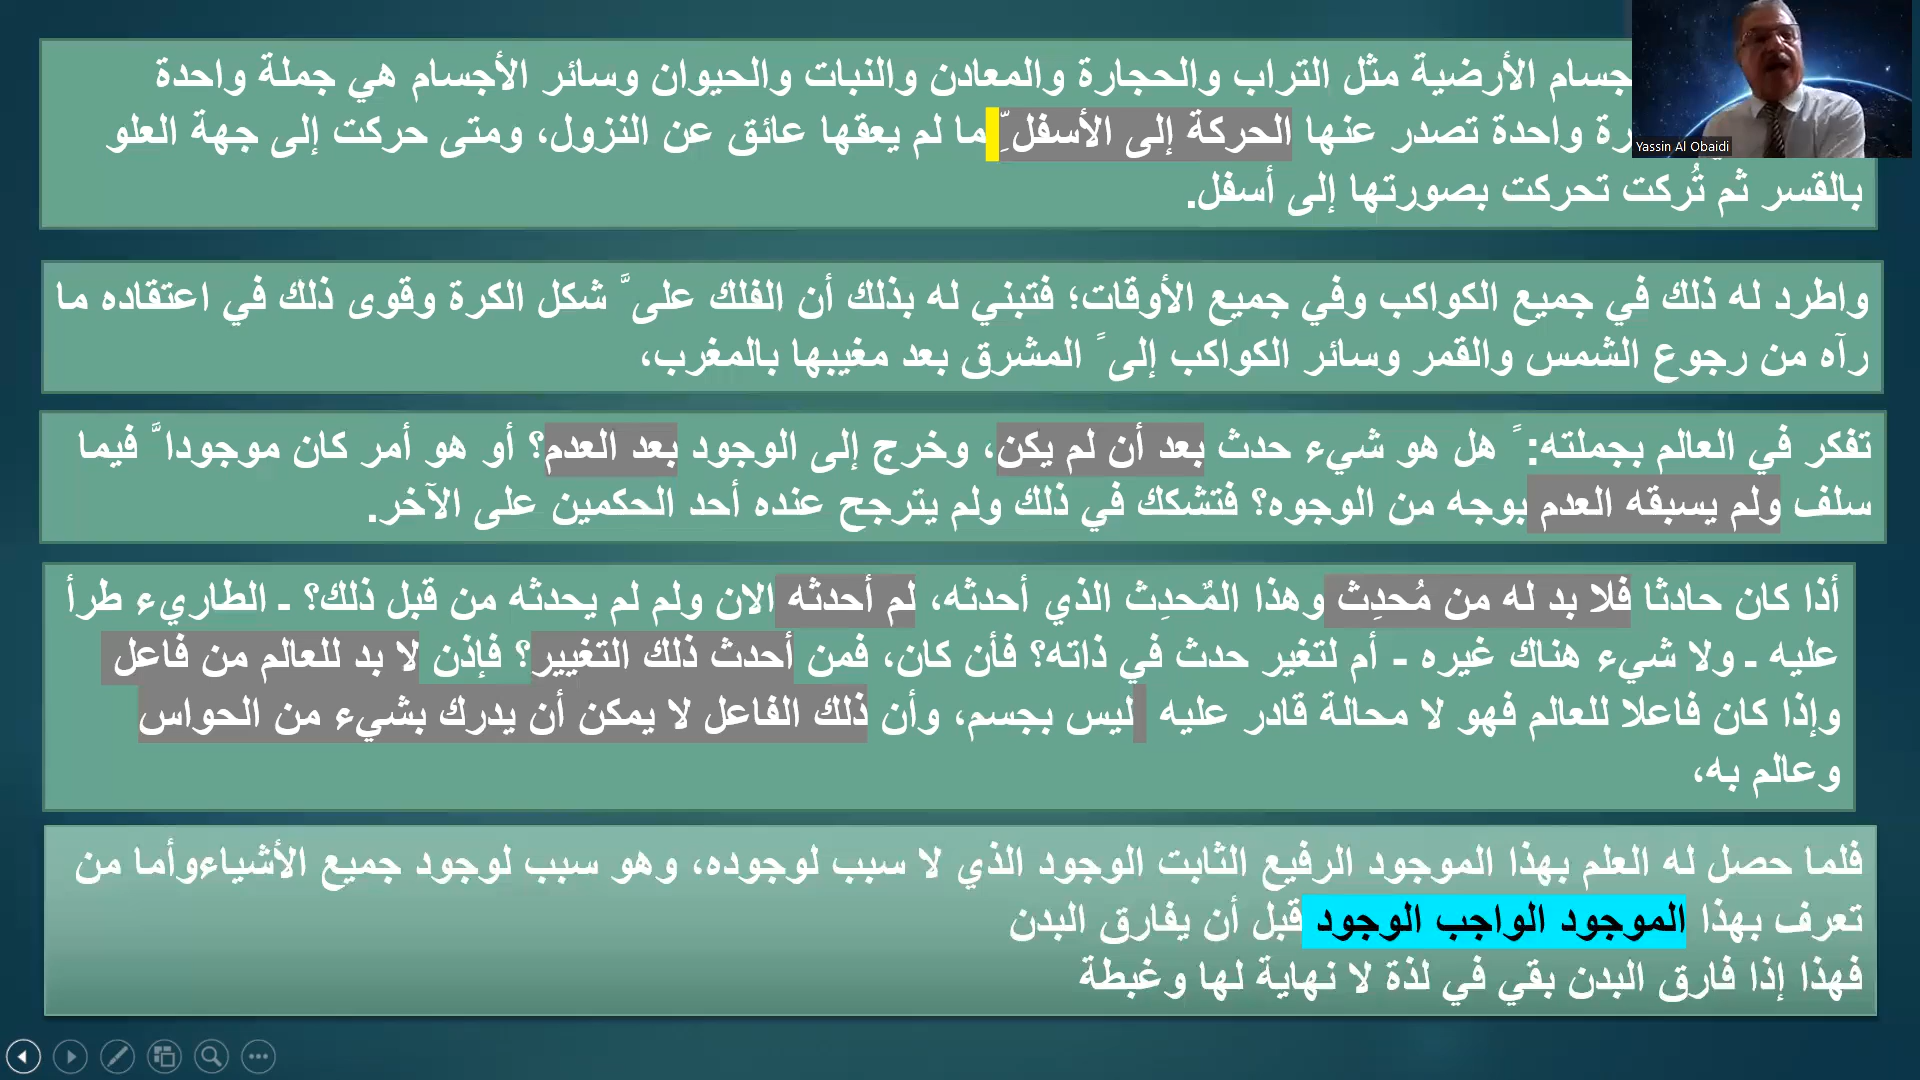 جسام الأرضية مثل التراب والحجارة والمعادن والنبات والحيوان وسائر الأجسام هي جملة واحدة
رة واحدة تصدر عنها الحركة إلى الأسفل ِّما لم يعقها عائق عن النزول، ومتى حركت إلى جهة العلو
بالقسر ثم تُركت تحركت بصورتها إلى أسفل.
واطرد له ذلك في جميع الكواكب وفي جميع الأوقات؛ فتبني له بذلك أن الفلك على َّ شكل الكرة وقوى ذلك في اعتقاده ما
رآه من رجوع الشمس والقمر وسائر الكواكب إلى ً المشرق بعد مغيبها بالمغرب،
تفكر في العالم بجملته: ً هل هو شيء حدث بعد أن لم يكن، وخرج إلى الوجود بعد العدم؟ أو هو أمر كان موجودا َّ فيما
سلف ولم يسبقه العدم بوجه من الوجوه؟ فتشكك في ذلك ولم يترجح عنده أحد الحكمين على الآخر.
أذا كان حادثا فلا بد له من مُحدِث وهذا المٌحدِث الذي أحدثه، لم أحدثه الان ولم لم يحدثه من قبل ذلك؟ ـ الطاريء طرأ
عليه ـ ولا شيء هناك غيره - أم لتغير حدث في ذاته؟ فأن كان، فمن أحدث ذلك التغيير؟ فإذن لا بد للعالم من فاعل
وإذا كان فاعلا للعالم فهو لا محالة قادر عليه ليس بجسم، وأن ذلك الفاعل لا يمكن أن يدرك بشيء من الحواس
وعالم به،
فلما حصل له العلم بهذا الموجود الرفيع الثابت الوجود الذي لا سبب لوجوده، وهو سبب لوجود جميع الأشياءوأما من
تعرف بهذا الموجود الواجب الوجود قبل أن يفارق البدن
فهذا إذا فارق البدن بقي في لذة لا نهاية لها وغبطة
Yassin Al Obaidi